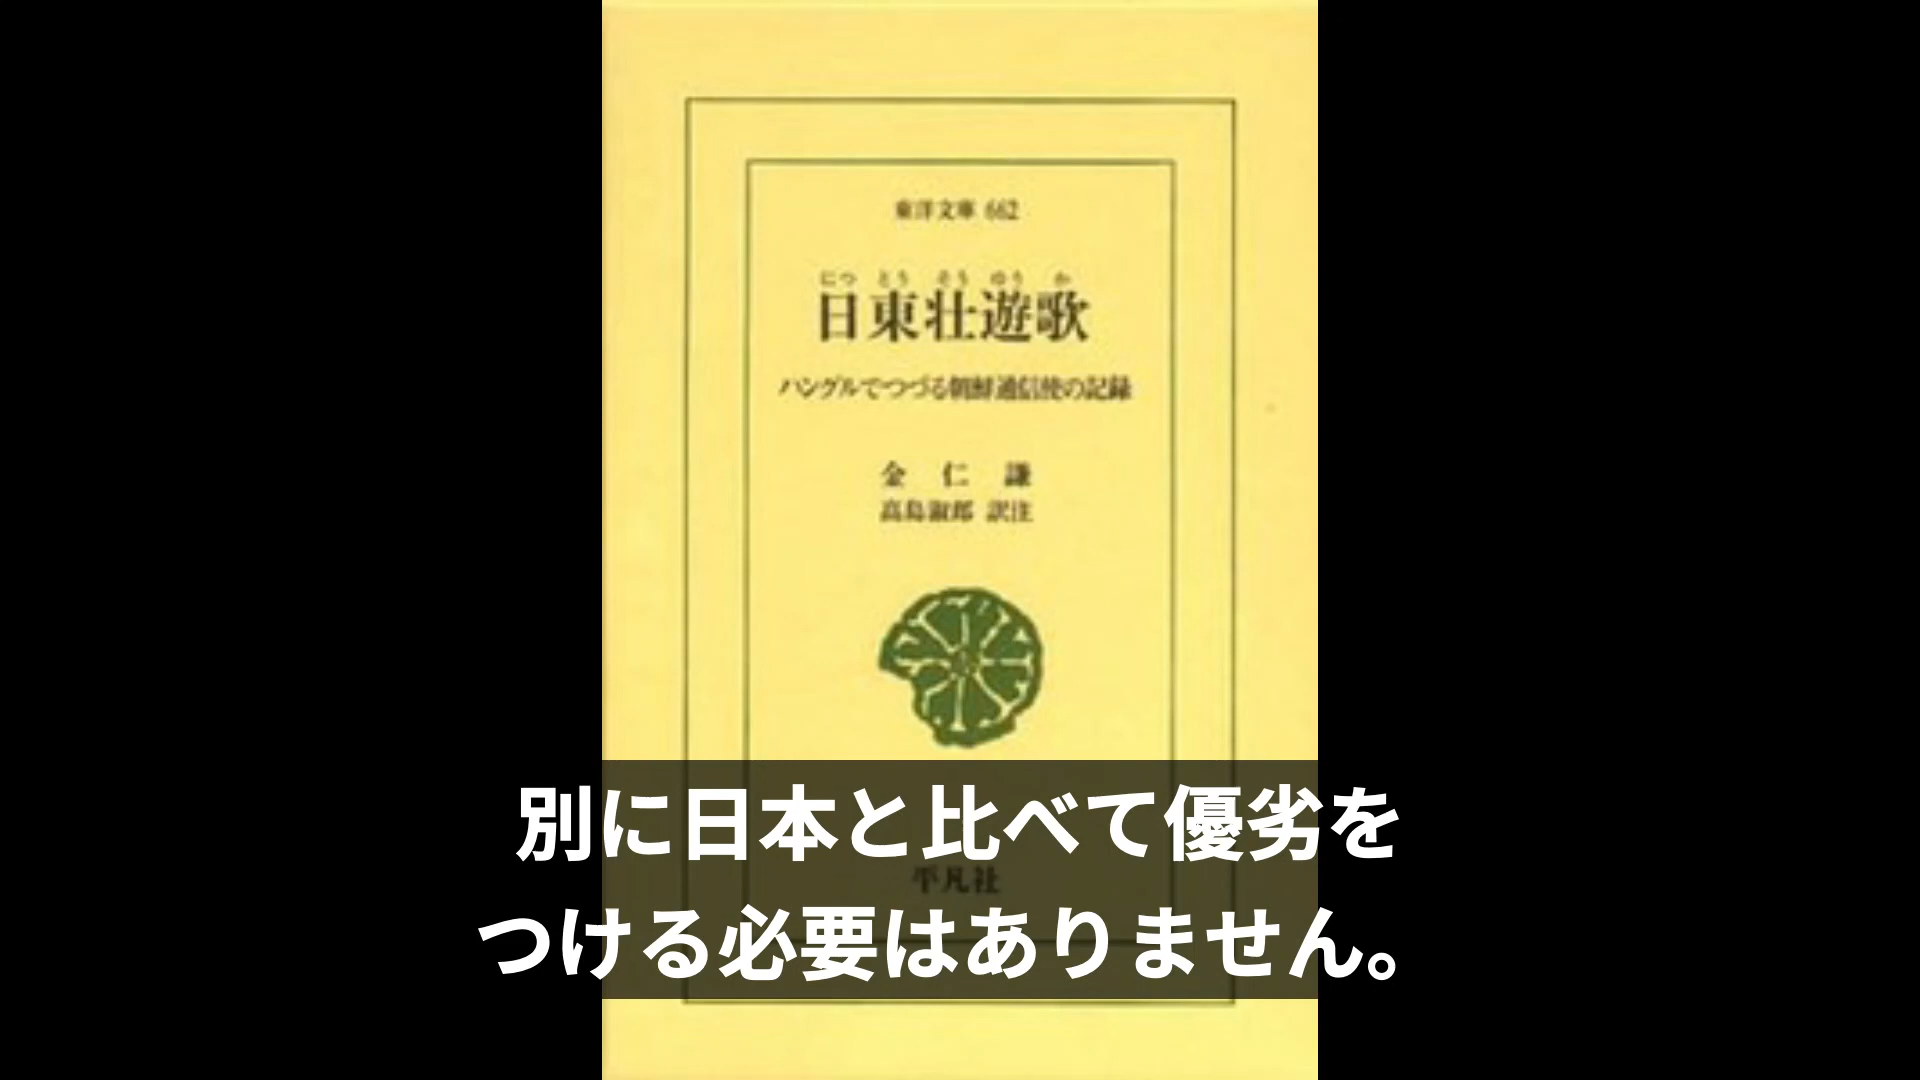 東洋文庫 662
にっ とう そう ゆう か
日東壮遊歌
ハングルでつづる朝鮮通信使の記録
金 仁 謙
高島淑郎 訳注
別に日本と比べて優劣を
平凡社
つける必要はありません。